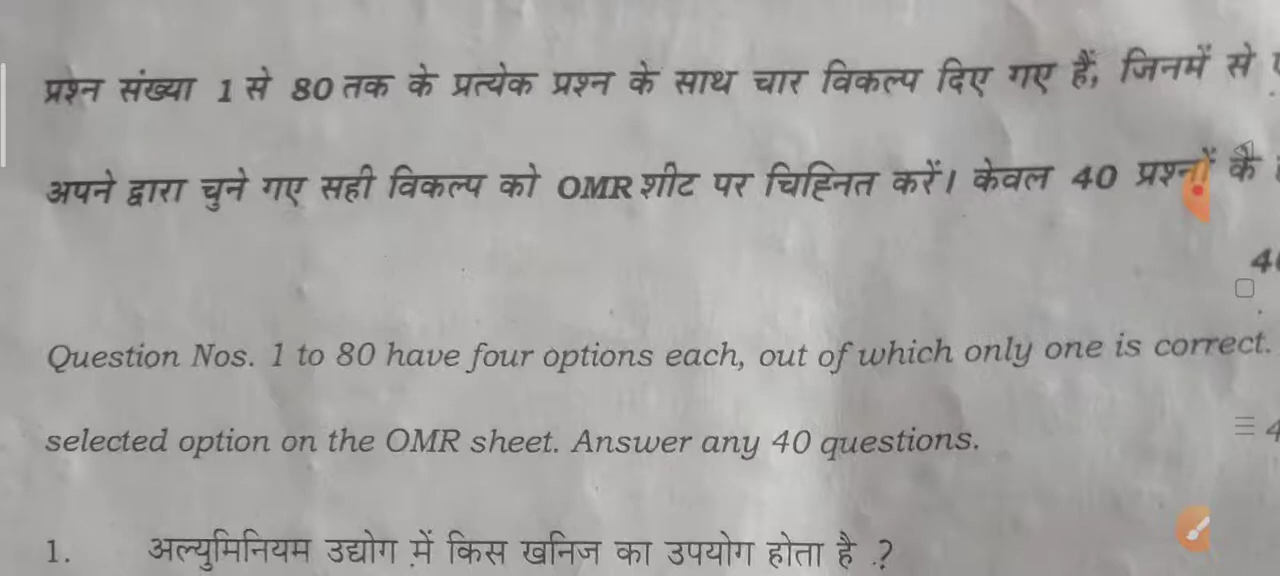 प्रश्न संख्या 1 से 80 तक के प्रत्येक प्रश्न के साथ चार विकल्प दिए गए हैं, जिनमें से
अपने द्वारा चुने गए सही विकल्प को OMR शीट पर चिह्नित करें। केवल 40 प्रश्नों के
Question Nos. 1 to 80 have four options each, out of which only one is correct.
selected option on the OMR sheet. Answer any 40 questions.
1. अल्युमिनियम उद्योग में किस खनिज का उपयोग होता है ?